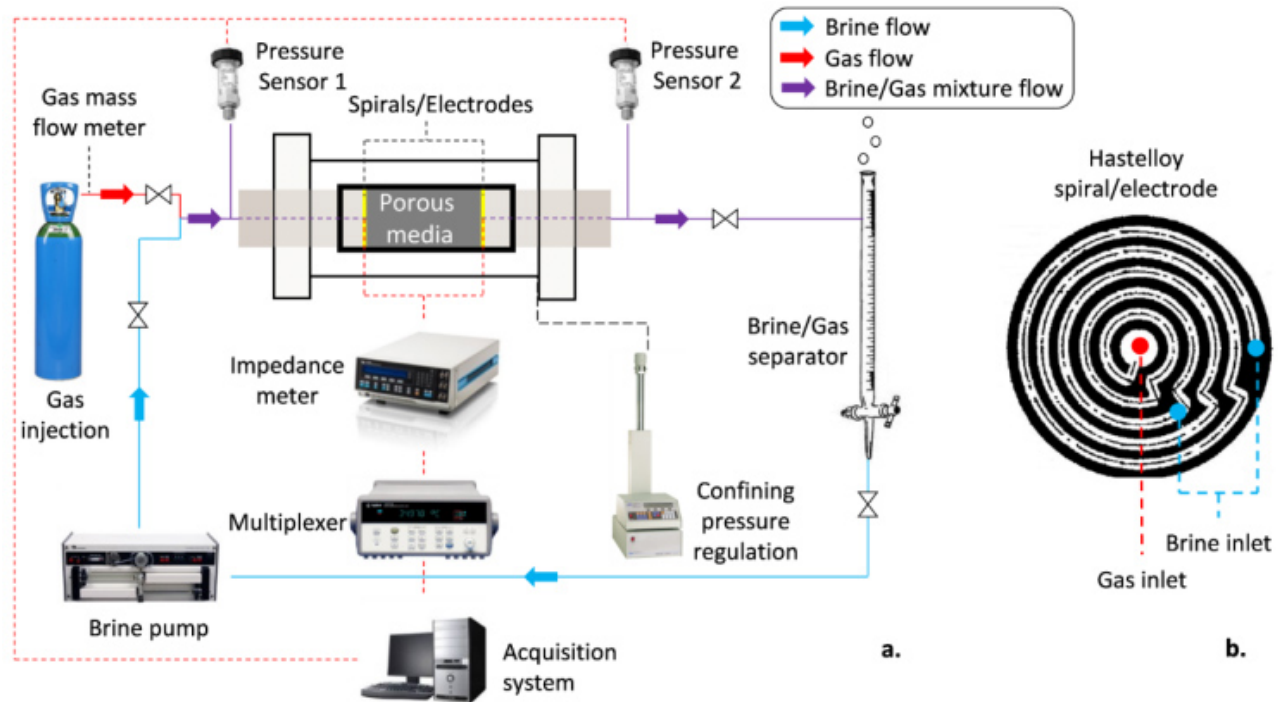 Brine flow
Gas flow
Brine/Gas mixture flow
Pressure
Sensor 1
Pressure
Sensor 2
Gas mass
flow meter
Spirals/Electrodes
Porous
media
Hastelloy
spiral/electrode
Brine/Gas
separator
Impedance
meter
Gas
injection
Multiplexer
Confining
pressure
regulation
Brine inlet
Gas inlet
Brine pump
Acquisition
system
a.
b.